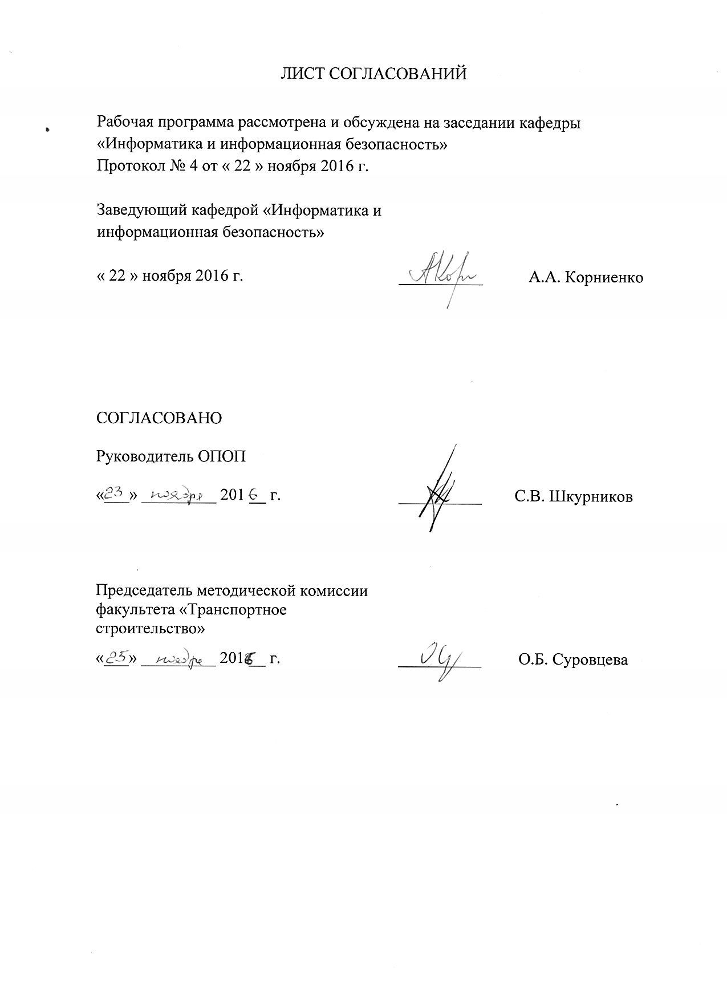 ЛИСТ СОГЛАСОВАНИЙ
Рабочая программа рассмотрена и обсуждена на заседании кафедры
«Информатика и информационная безопасность»
Протокол № 4 от « 22 » ноября 2016 г.
Заведующий кафедрой «Информатика и
информационная безопасность»
« 22 » ноября 2016 г. А.А. Корниенко
СОГЛАСОВАНО
Руководитель ОПОП
«23» ноября 2016 г. С.В. Шкурников
Председатель методической комиссии
факультета «Транспортное
строительство»
«25» ноября 2016 г. О.Б. Суровцева